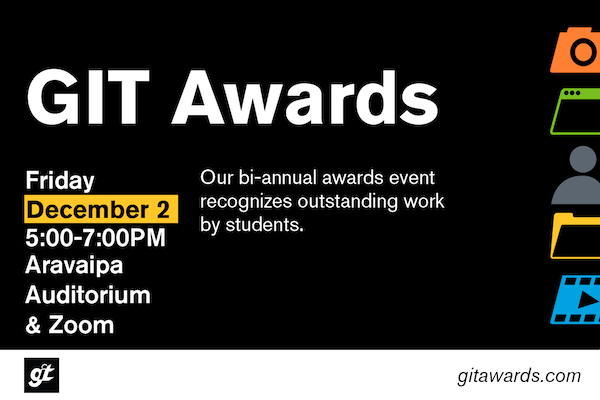 GIT Awards
Friday
December 2
5:00-7:00PM
Aravaipa
Auditorium
& Zoom
Our bi-annual awards event
recognizes outstanding work
by students.
git
gitawards.com